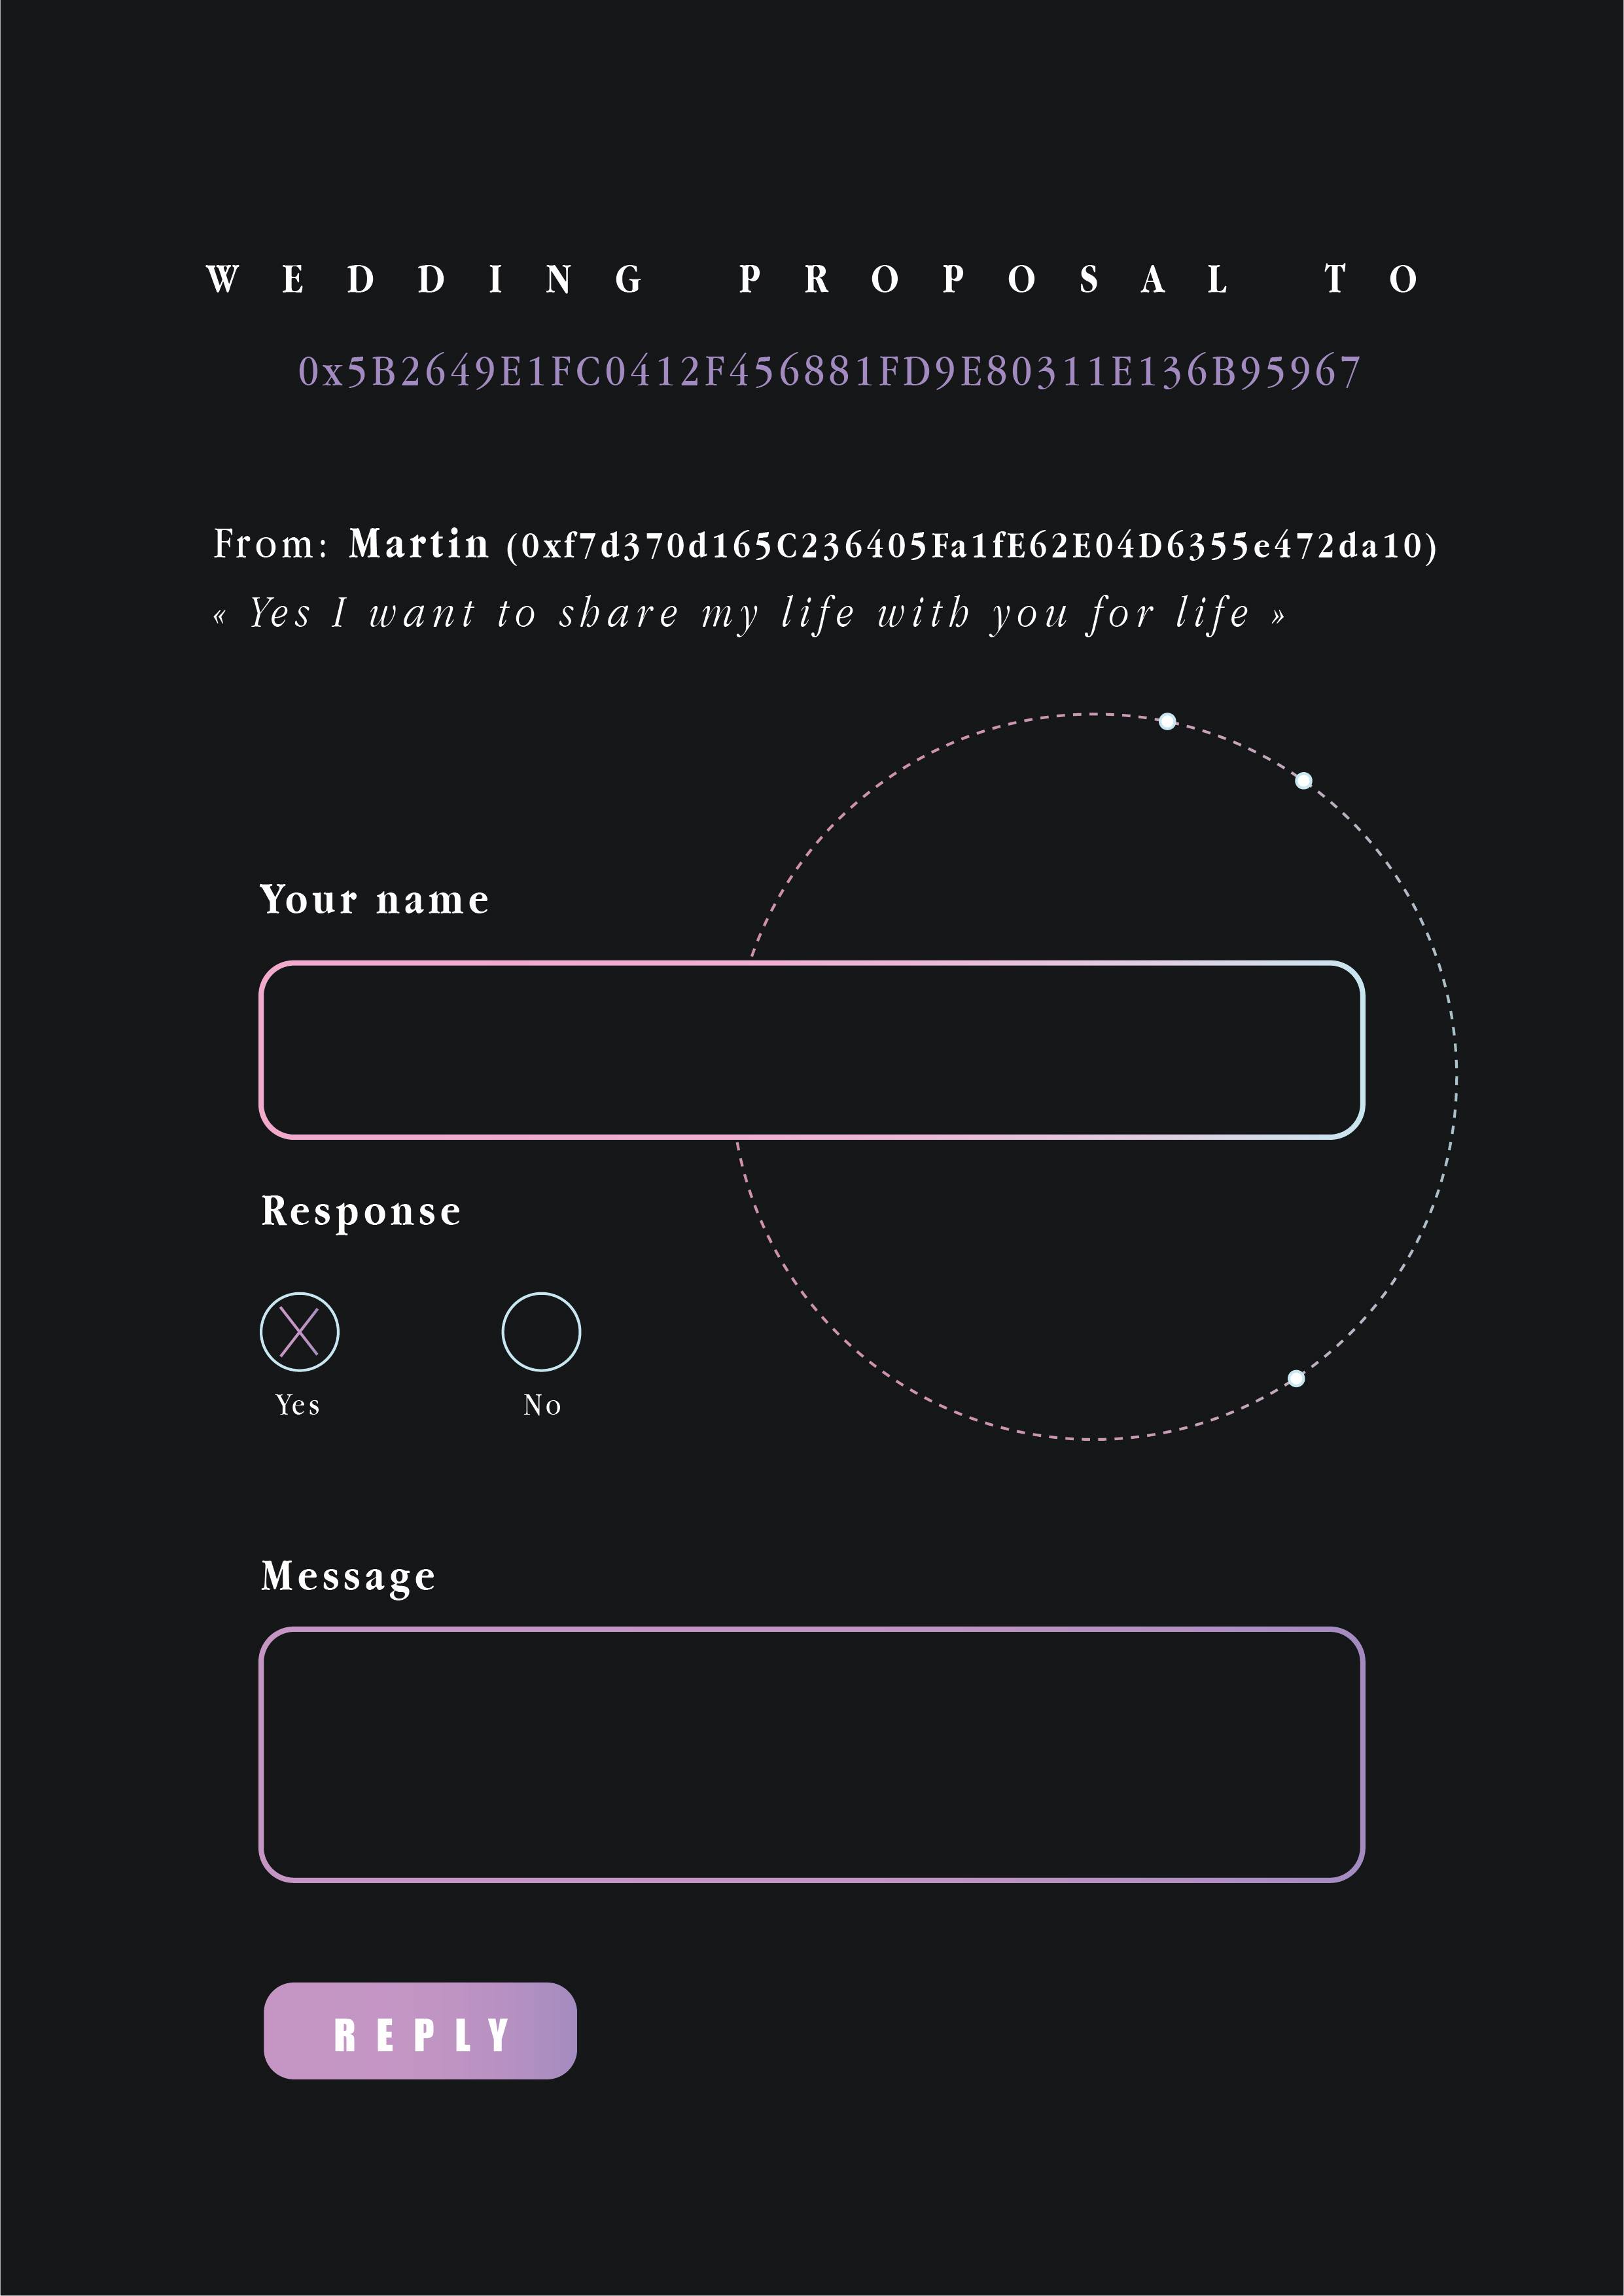 WEDDING PROPOSAL TO
0x5B2649E1FC0412F456881FD9E80311E136B95967
From: Martin (0xf7d370d165C236405Fa1fE62E04D6355e472da10)
« Yes I want to share my life with you for life »
Your name
Response
Yes No
Message
REPLY